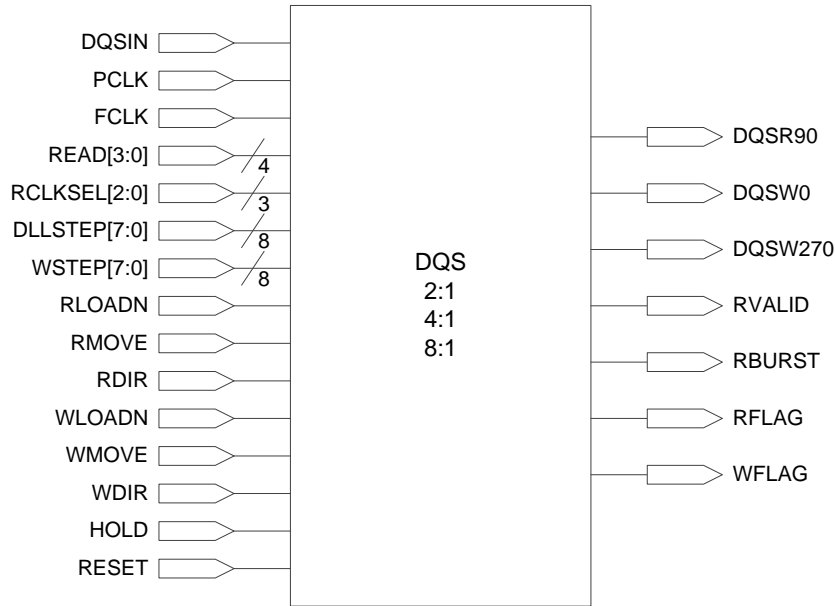 DQSIN
PCLK
FCLK
READ[3:0]
4
RCLKSEL[2:0]
3
DLLSTEP[7:0]
8
WSTEP[7:0]
8
RLOADN
RMOVE
RDIR
WLOADN
WMOVE
WDIR
HOLD
RESET
DQS
2:1
4:1
8:1
DQSR90
DQSW0
DQSW270
RVALID
RBURST
RFLAG
WFLAG